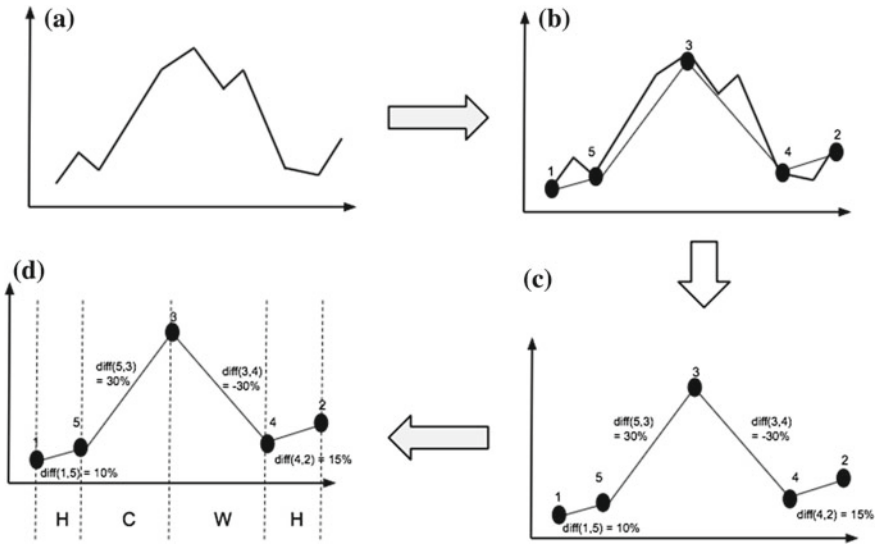 (a)
(b)
3
5
1
4
2
(d)
3
diff(5,3)
= 30%
diff(3,4)
= -30%
5
1
4
2
diff(1,5) = 10%
diff(4,2) = 15%
H C W H
(c)
3
diff(5,3)
30%
diff(3,4)
= -30%
5
1
4
2
diff(4,2) = 15%
diff(1,5) = 10%